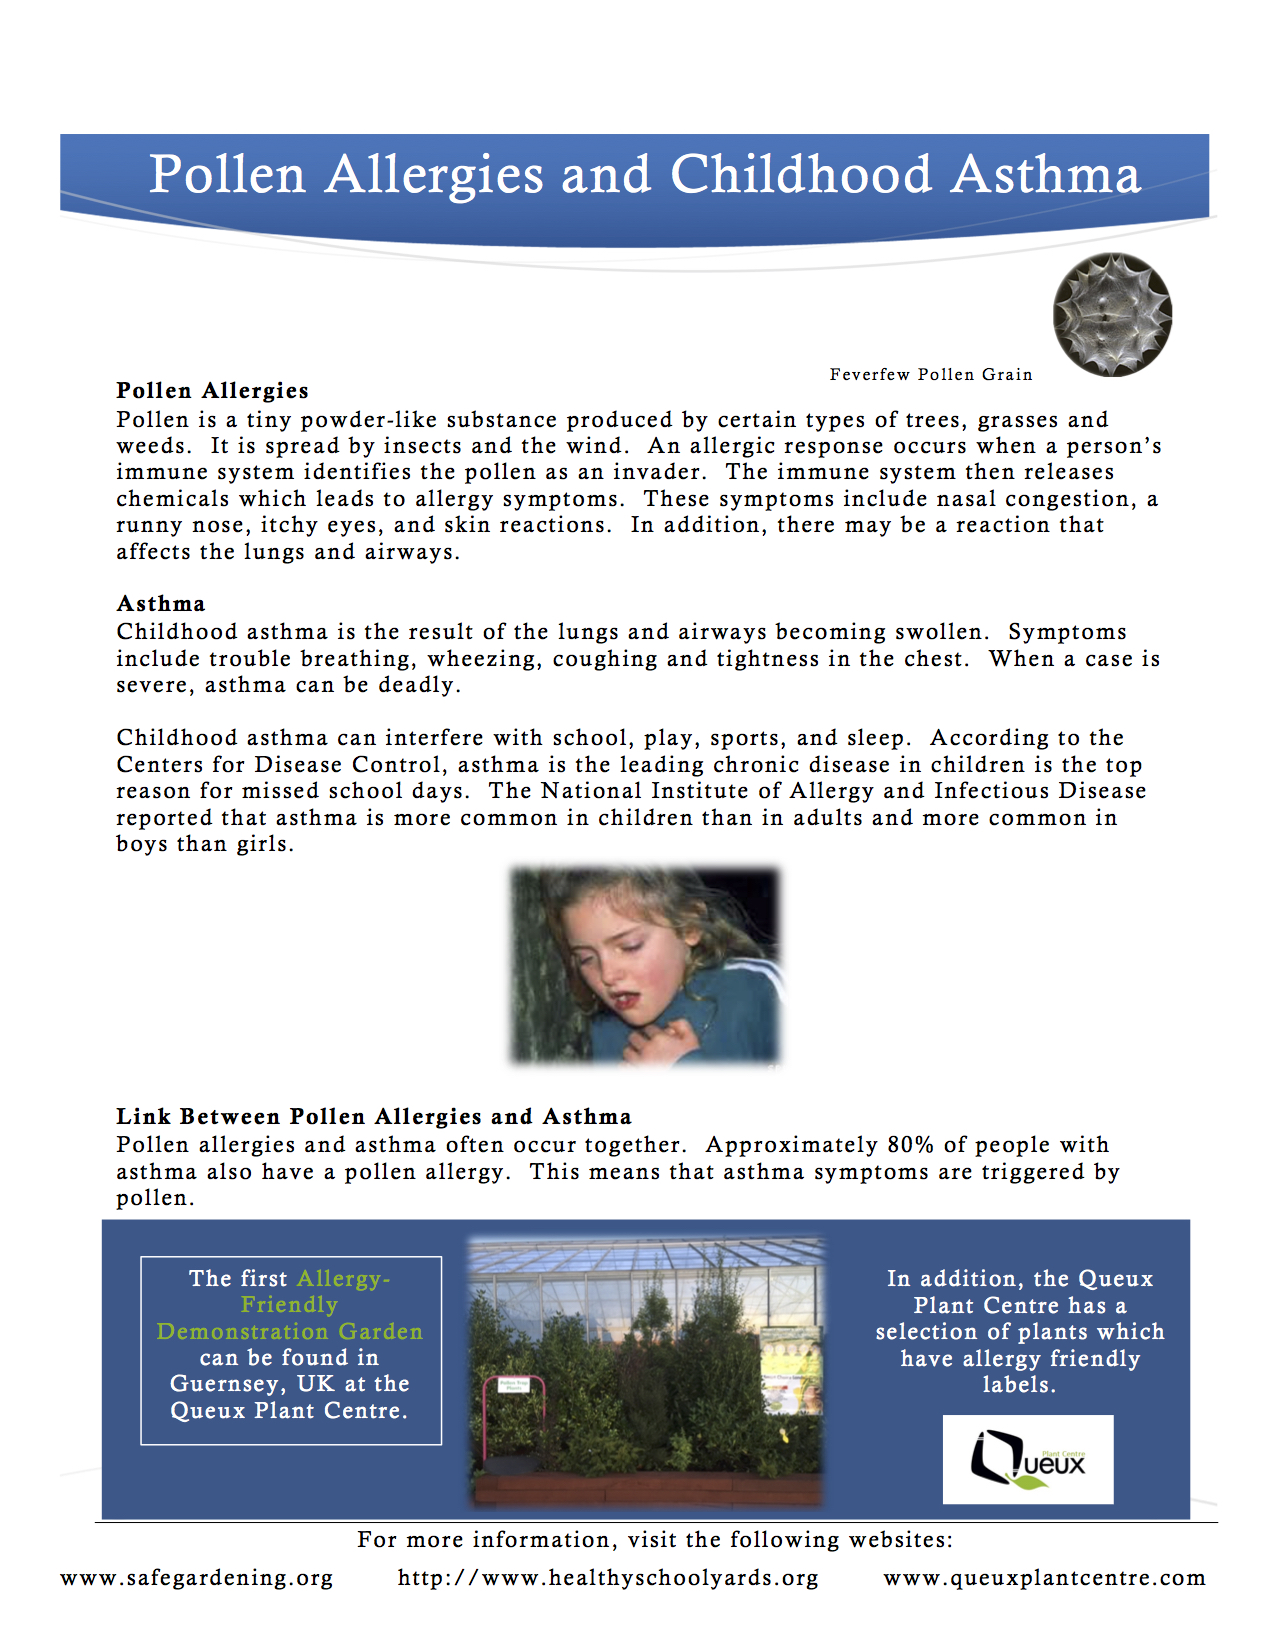 Pollen Allergies and Childhood Asthma
Feverfew Pollen Grain
Pollen Allergies
Pollen is a tiny powder-like substance produced by certain types of trees, grasses and
weeds.  It is spread by insects and the wind.  An allergic response occurs when a person’s
immune system identifies the pollen as an invader.  The immune system then releases
chemicals which leads to allergy symptoms.  These symptoms include nasal congestion, a
runny nose, itchy eyes, and skin reactions.  In addition, there may be a reaction that
affects the lungs and airways.
Asthma
Childhood asthma is the result of the lungs and airways becoming swollen.  Symptoms
include trouble breathing, wheezing, coughing and tightness in the chest.  When a case is
severe, asthma can be deadly.
Childhood asthma can interfere with school, play, sports, and sleep.  According to the
Centers for Disease Control, asthma is the leading chronic disease in children is the top
reason for missed school days.  The National Institute of Allergy and Infectious Disease
reported that asthma is more common in children than in adults and more common in
boys than girls.
Link Between Pollen Allergies and Asthma
Pollen allergies and asthma often occur together.  Approximately 80% of people with
asthma also have a pollen allergy.  This means that asthma symptoms are triggered by
pollen.
The first Allergy-
Friendly
Demonstration Garden
can be found in
Guernsey, UK at the
Queux Plant Centre.
Pollen Trap
Plants
In addition, the Queux
Plant Centre has a
selection of plants which
have allergy friendly
labels.
Plant Centre
Queux
For more information, visit the following websites:
www.safegardening.org http://www.healthyschoolyards.org www.queuxplantcentre.com